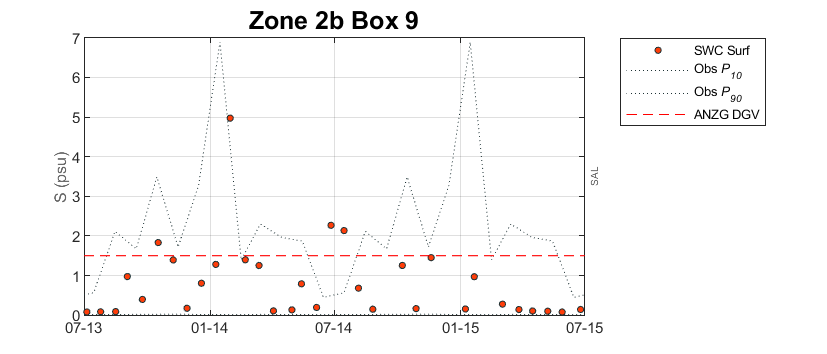 Zone 2b Box 9
7
6
5
4
3
2
1
0
S (psu)
07-13
01-14
07-14
01-15
07-15
SAL
SWC Surf
Obs P10
Obs P90
ANZG DGV